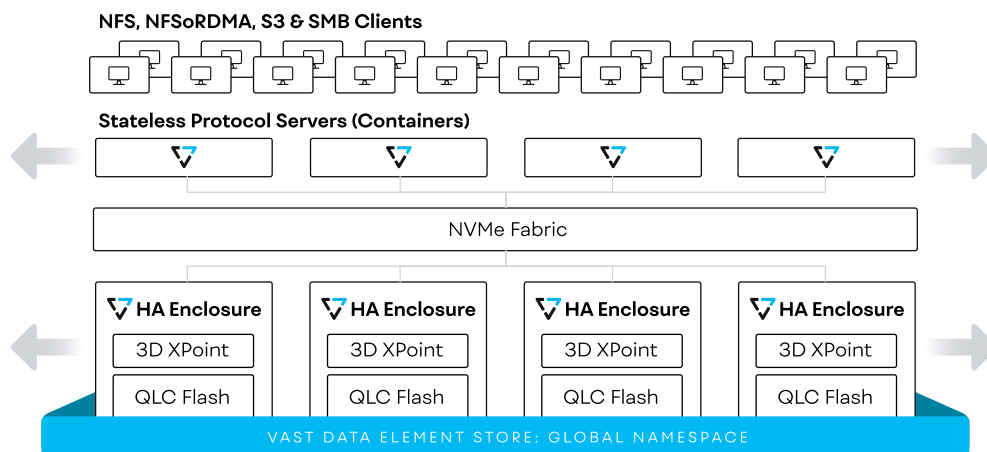 NFS, NFSoRDMA, S3 & SMB Clients
Stateless Protocol Servers (Containers)
NVMe Fabric
HA Enclosure
3D XPoint
QLC Flash
HA Enclosure
3D XPoint
QLC Flash
HA Enclosure
3D XPoint
QLC Flash
HA Enclosure
3D XPoint
QLC Flash
VAST DATA ELEMENT STORE: GLOBAL NAMESPACE